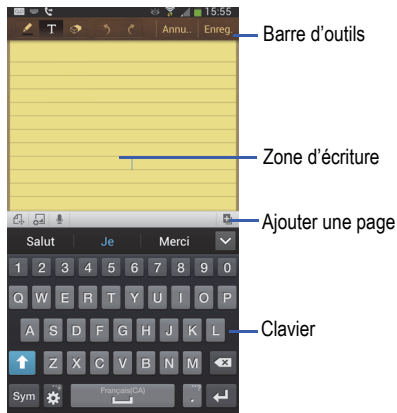 15:55
T Annu.. Enreg.
Barre d'outils
Zone d'écriture
Ajouter une page
Salut Je Merci
1 2 3 4 5 6 7 8 9 0
Q W E R T Y U I O P
A S D F G H J K L
Clavier
Z X C V B N M
Sym Français(CA) .